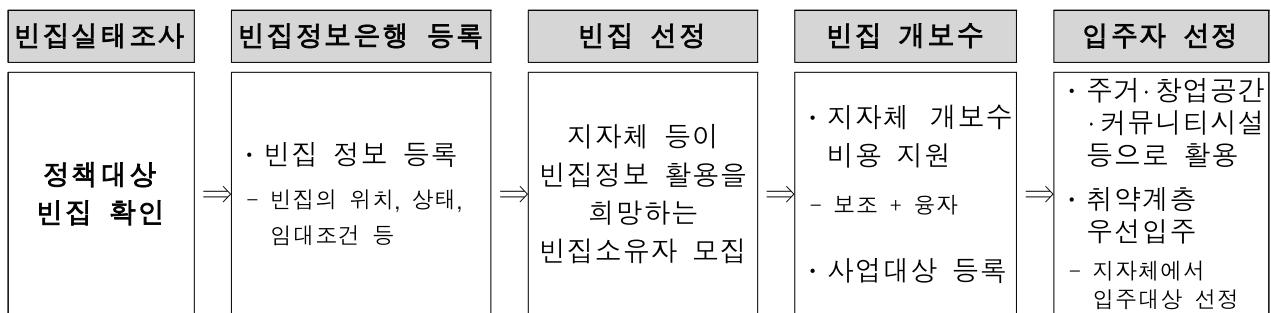 빈집실태조사
정책대상
빈집 확인
⇒
빈집정보은행 등록
· 빈집 정보 등록
- 빈집의 위치, 상태,
임대조건 등
⇒
빈집 선정
지자체 등이
빈집정보 활용을
희망하는
빈집소유자 모집
⇒
빈집 개보수
· 지자체 개보수
비용 지원
- 보조 + 융자
· 사업대상 등록
⇒
입주자 선정
· 주거·창업공간
·커뮤니티시설
등으로 활용
· 취약계층
우선입주
- 지자체에서
입주대상 선정